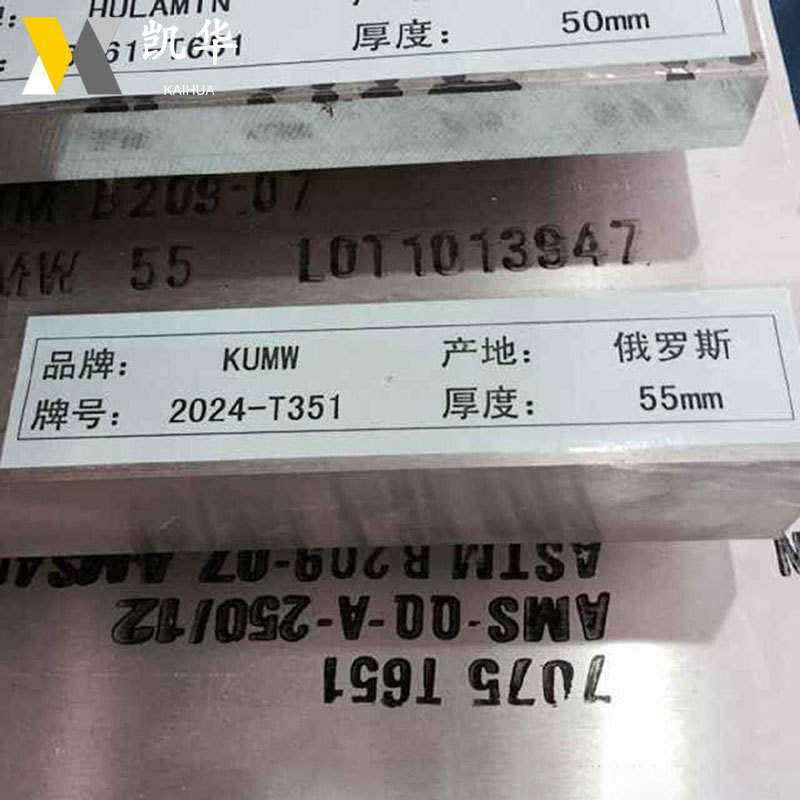 HULAMIN
厚度： 50mm
凯华
KAIHUA
B209-07
55 LOT1013947
品牌： KUMW 产地： 俄罗斯
牌号： 2024-T351 厚度： 55mm
ASTM B209-07 AMS
AMS-QQ-A-250/12
7075 T651